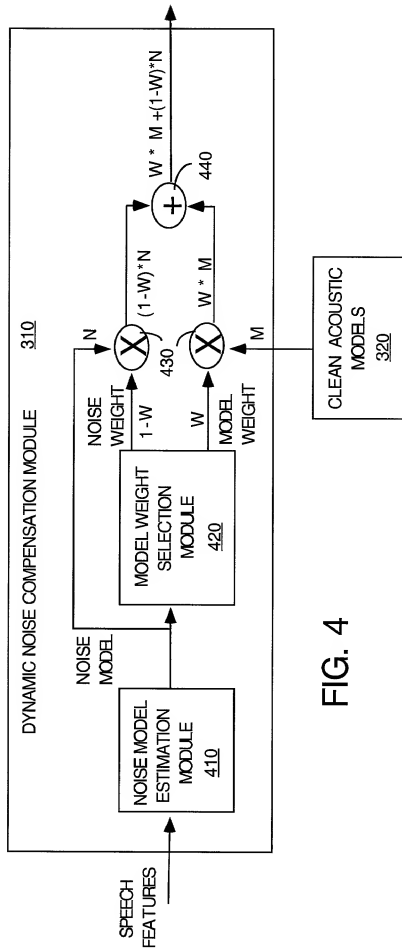 DYNAMIC NOISE COMPENSATION MODULE
310
SPEECH
FEATURES
NOISE MODEL
ESTIMATION
MODULE
410
NOISE
MODEL
MODEL WEIGHT
SELECTION
MODULE
420
NOISE
WEIGHT
1-W
W
MODEL
WEIGHT
N
X
(1-W)*N
430
X
W * M
M
+
440
W * M +(1-W)*N
CLEAN ACOUSTIC
MODELS
320
FIG. 4